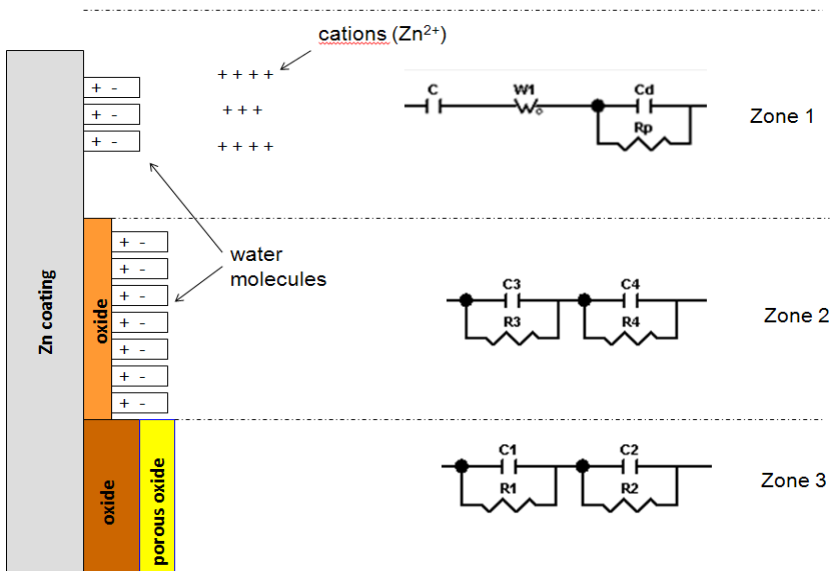 cations (Zn²⁺)
+ -
+ -
+ -
+ + + +
+ + +
+ + + +
C
W1
Cd
Rp
Zone 1
water
molecules
Zn coating
oxide
+ -
+ -
+ -
+ -
+ -
+ -
+ -
C3
C4
R3
R4
Zone 2
oxide
porous oxide
C1
C2
R1
R2
Zone 3